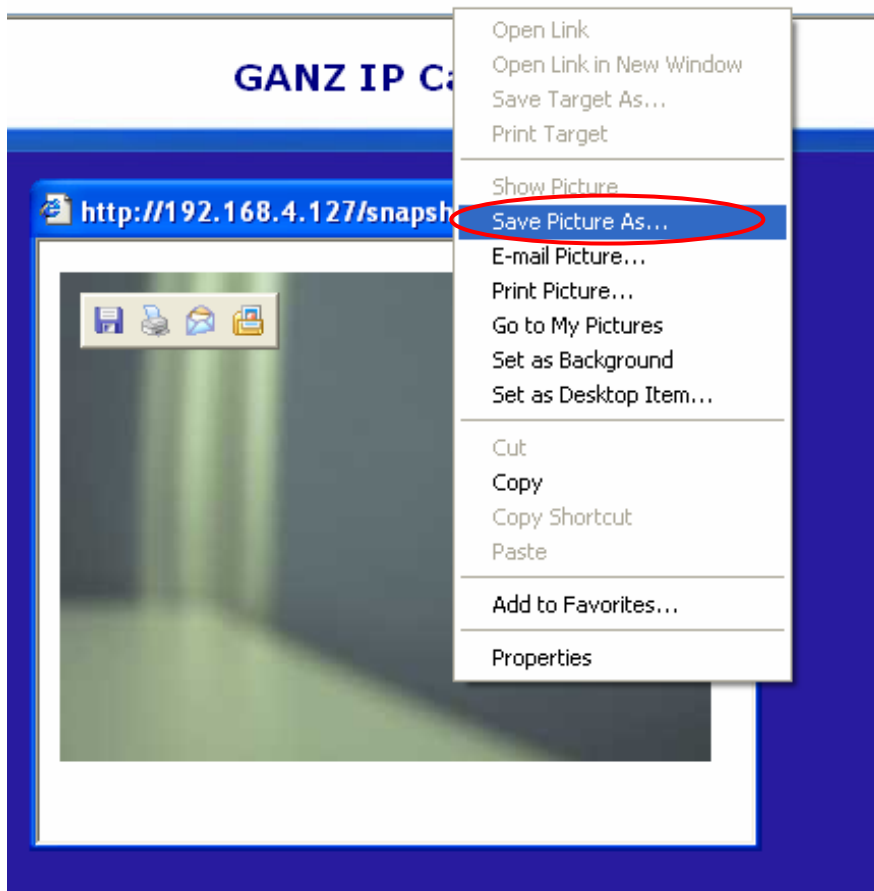 GANZ IP Ca
http://192.168.4.127/snapsh
Open Link
Open Link in New Window
Save Target As...
Print Target
Show Picture
Save Picture As...
E-mail Picture...
Print Picture...
Go to My Pictures
Set as Background
Set as Desktop Item...
Cut
Copy
Copy Shortcut
Paste
Add to Favorites...
Properties